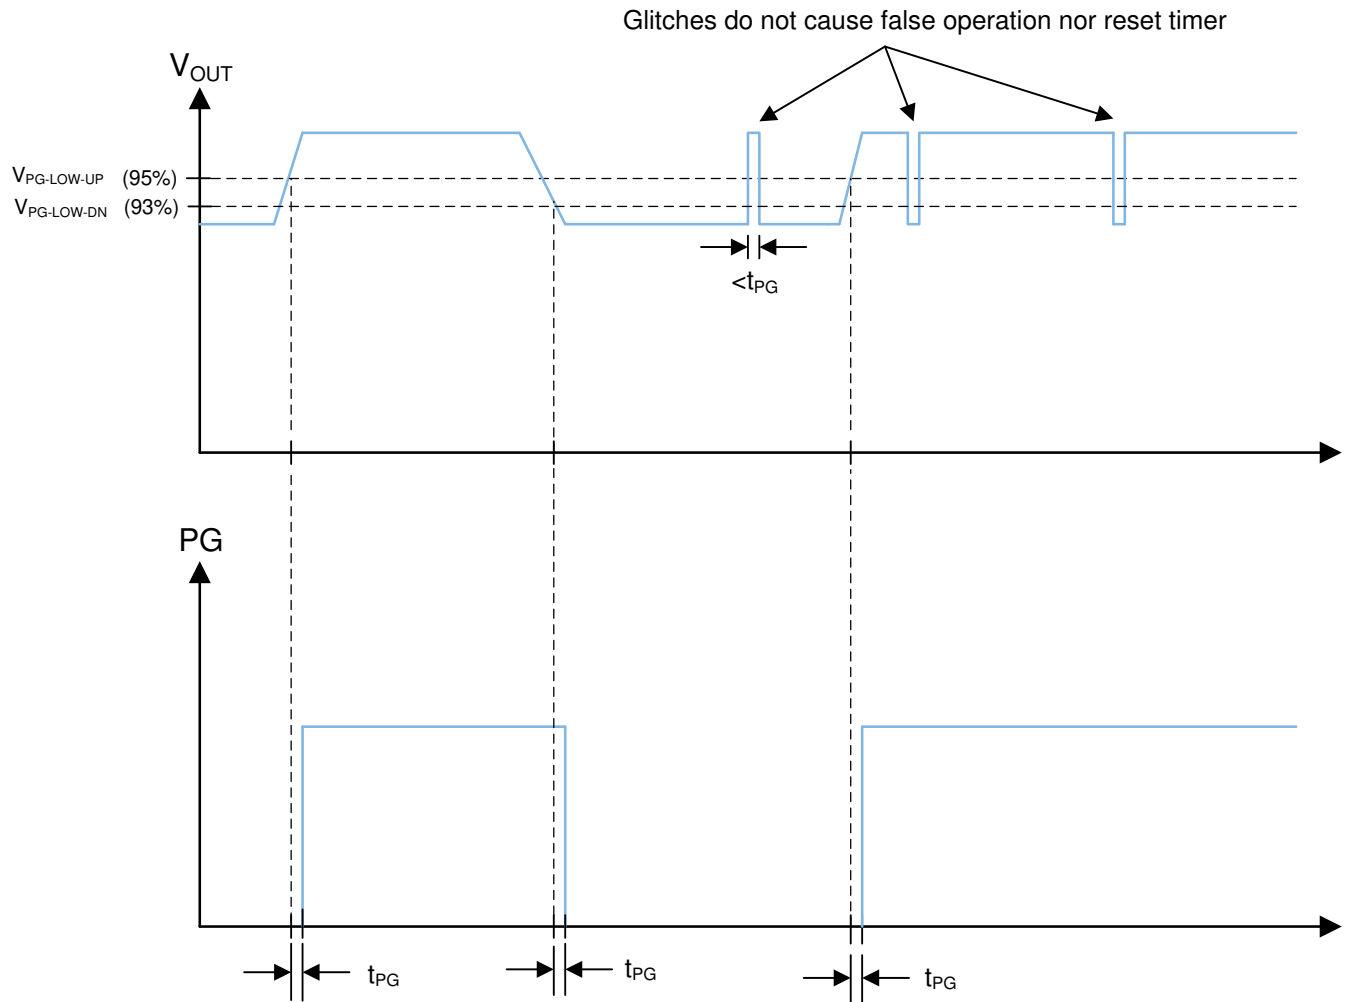 Glitches do not cause false operation nor reset timer
VOUT
VPG-LOW-UP (95%)
VPG-LOW-DN (93%)
<tPG
PG
tPG
tPG
tPG